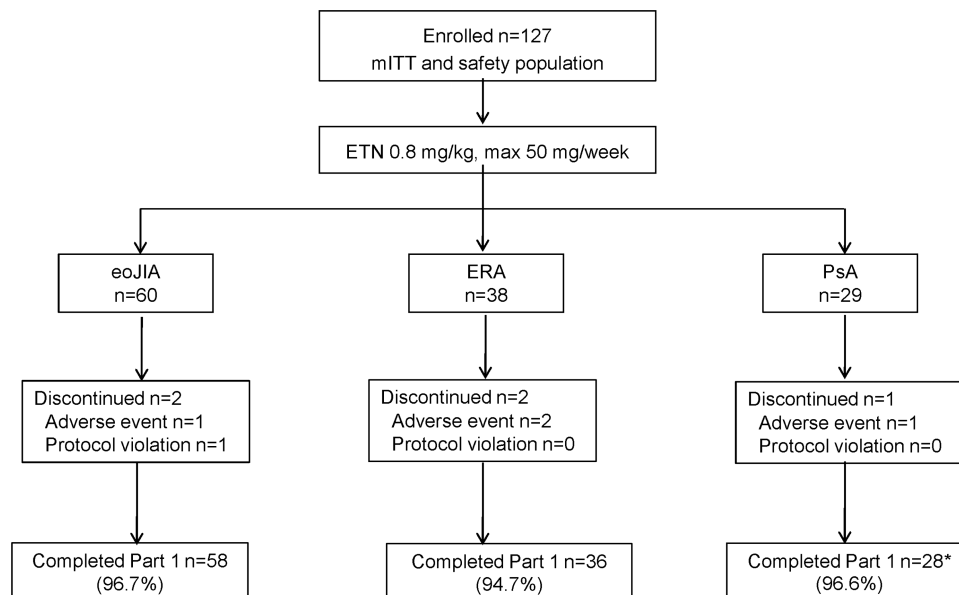 Enrolled n=127
mITT and safety population
ETN 0.8 mg/kg, max 50 mg/week
eoJIA
n=60
ERA
n=38
PsA
n=29
Discontinued n=2
Adverse event n=1
Protocol violation n=1
Discontinued n=2
Adverse event n=2
Protocol violation n=0
Discontinued n=1
Adverse event n=1
Protocol violation n=0
Completed Part 1 n=58
(96.7%)
Completed Part 1 n=36
(94.7%)
Completed Part 1 n=28*
(96.6%)